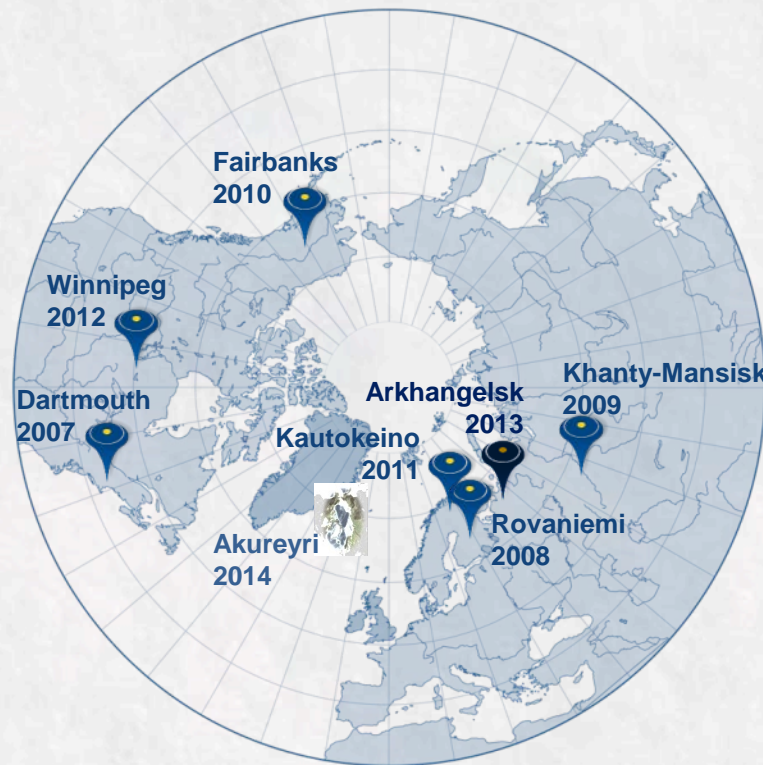 Fairbanks
2010
Winnipeg
2012
Dartmouth
2007
Khanty-Mansisk
2009
Arkhangelsk
2013
Kautokeino
2011
Rovaniemi
2008
Akureyri
2014